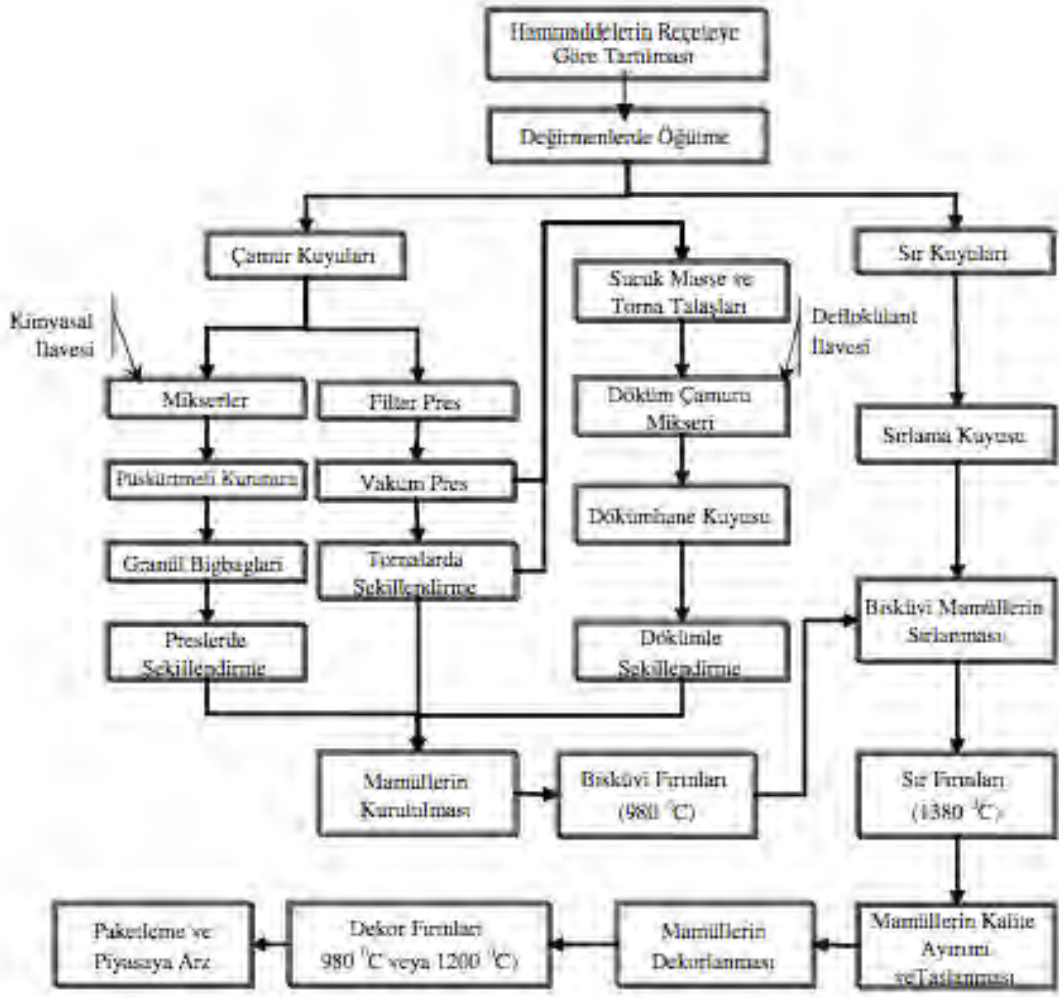 Hammaddelerin Reçeteye
Göre Tartılması
Değirmenlerde Öğütme
Çamur Kuyuları
Sır Kuyuları
Sucuk Masse ve
Torna Talaşları
Kimyasal
İlavesi
Deflokülant
İlavesi
Mikserler
Filter Pres
Döküm Çamuru
Mikseri
Sırlama Kuyusu
Püskürtmeli Kurutucu
Vakum Pres
Dökümhane Kuyusu
Granül Bigbagları
Tornalarda
Şekillendirme
Bisküvi Mamüllerin
Sırlanması
Preslerde
Şekillendirme
Dökümle
Şekillendirme
Mamüllerin
Kurutulması
Bisküvi Fırınları
(980 °C)
Sır Fırınları
(1380 °C)
Paketleme ve
Piyasaya Arz
Dekor Fırınları
980 °C veya 1200 °C)
Mamüllerin
Dekorlanması
Mamüllerin Kalite
Ayırımı
veTaşlanması